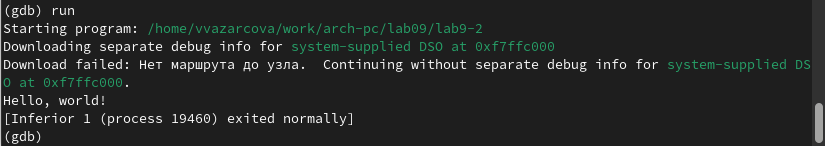 (gdb) run
Starting program: /home/vvazarcova/work/arch-pc/lab09/lab9-2
Downloading separate debug info for system-supplied DSO at 0xf7ffc000
Download failed: Нет маршрута до узла.  Continuing without separate debug info for system-supplied DS
O at 0xf7ffc000.
Hello, world!
[Inferior 1 (process 19460) exited normally]
(gdb)